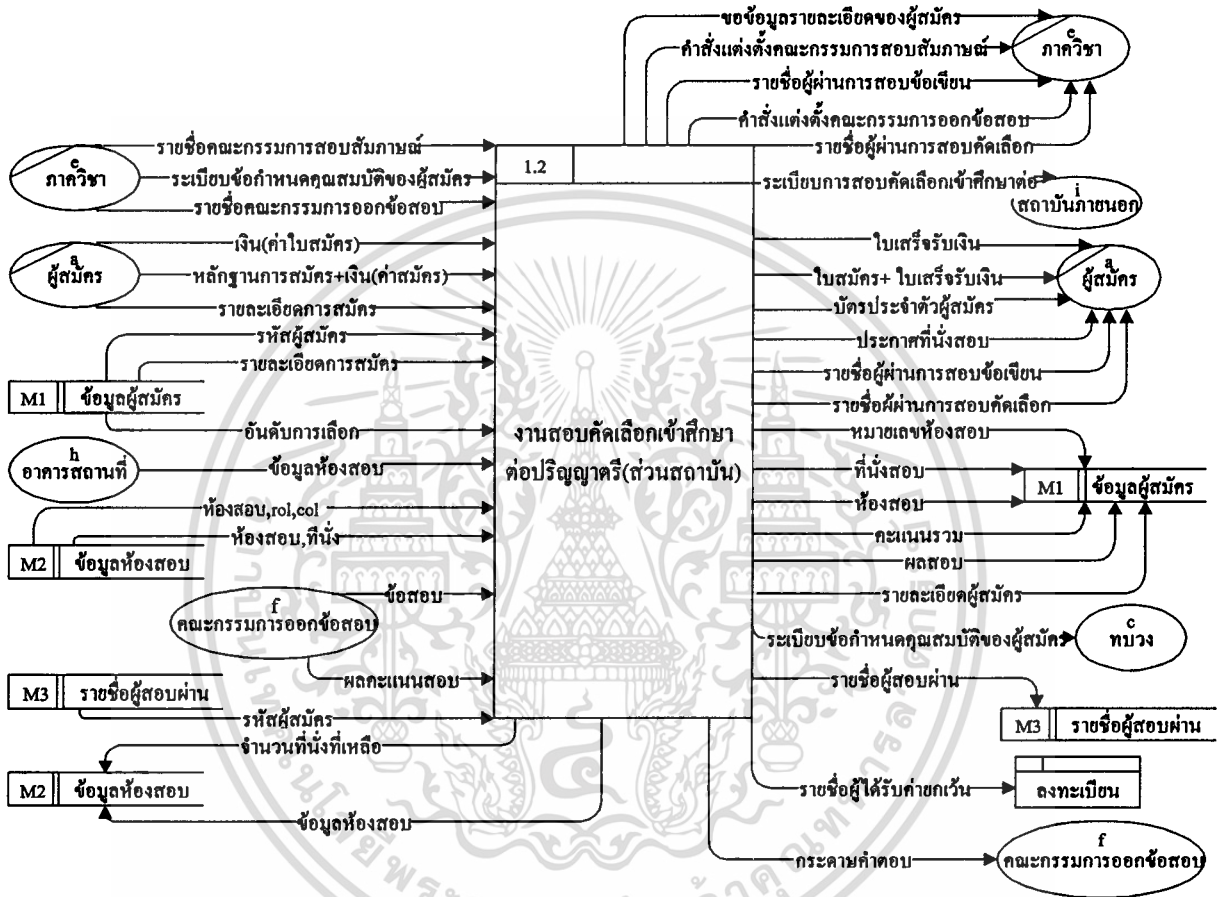 ขอข้อมูลรายละเอียดของผู้สมัคร
คำสั่งแต่งตั้งคณะกรรมการสอบสัมภาษณ์
e
ภาควิชา
รายชื่อผู้ผ่านการสอบข้อเขียน
คำสั่งแต่งตั้งคณะกรรมการออกข้อสอบ
รายชื่อผู้ผ่านการสอบคัดเลือก
รายชื่อคณะกรรมการสอบสัมภาษณ์
e
ภาควิชา
ระเบียบข้อกำหนดคุณสมบัติของผู้สมัคร
รายชื่อคณะกรรมการออกข้อสอบ
1.2
ระเบียบการสอบคัดเลือกเข้าศึกษาต่อ
i
สถาบันภายนอก
เงิน(ค่าใบสมัคร)
a
ผู้สมัคร
หลักฐานการสมัคร+เงิน(ค่าสมัคร)
รายละเอียดการสมัคร
ใบเสร็จรับเงิน
ใบสมัคร+ ใบเสร็จรับเงิน
a
ผู้สมัคร
บัตรประจำตัวผู้สมัคร
ประกาศที่นั่งสอบ
รายชื่อผู้ผ่านการสอบข้อเขียน
รายชื่อผู้ผ่านการสอบคัดเลือก
รหัสผู้สมัคร
รายละเอียดการสมัคร
M1 ข้อมูลผู้สมัคร
อันดับการเลือก
h
อาคารสถานที่
ข้อมูลห้องสอบ
งานสอบคัดเลือกเข้าศึกษา
ต่อปริญญาตรี(ส่วนสถาบัน)
หมายเลขห้องสอบ
ที่นั่งสอบ
M1 ข้อมูลผู้สมัคร
ห้องสอบ
คะแนนรวม
ผลสอบ
รายละเอียดผู้สมัคร
ห้องสอบ,rol,col
ห้องสอบ,ที่นั่ง
M2 ข้อมูลห้องสอบ
ข้อสอบ
f
คณะกรรมการออกข้อสอบ
ผลคะแนนสอบ
ระเบียบข้อกำหนดคุณสมบัติของผู้สมัคร
c
ทบวง
M3 รายชื่อผู้สอบผ่าน
รหัสผู้สมัคร
รายชื่อผู้สอบผ่าน
M3 รายชื่อผู้สอบผ่าน
จำนวนที่นั่งที่เหลือ
M2 ข้อมูลห้องสอบ
ข้อมูลห้องสอบ
รายชื่อผู้ได้รับค่ายกเว้น
ลงทะเบียน
กระดาษคำตอบ
f
คณะกรรมการออกข้อสอบ